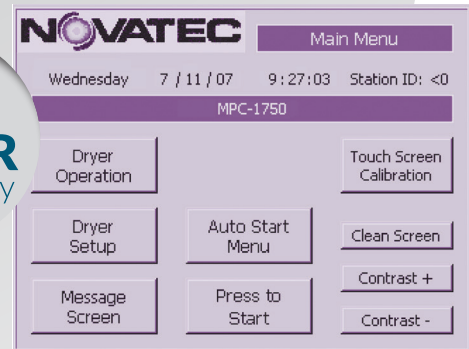 NOVATEC
Main Menu
Wednesday 7 / 11 / 07 9:27:03 Station ID: <0
MPC-1750
R
y
Dryer
Operation
Touch Screen
Calibration
Dryer
Setup
Auto Start
Menu
Clean Screen
Contrast +
Message
Screen
Press to
Start
Contrast -